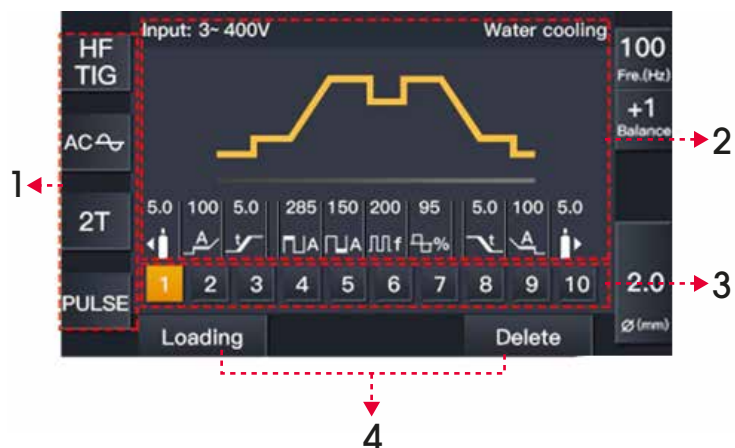 Input: 3~ 400V
Water cooling
HF
TIG
AC
2T
PULSE
100
Fre.(Hz)
+1
Balance
2.0
Ø(mm)
5.0 100 5.0 285 150 200 95 5.0 100 5.0
A A A f % A
1 2 3 4 5 6 7 8 9 10
Loading
Delete
1
2
3
4